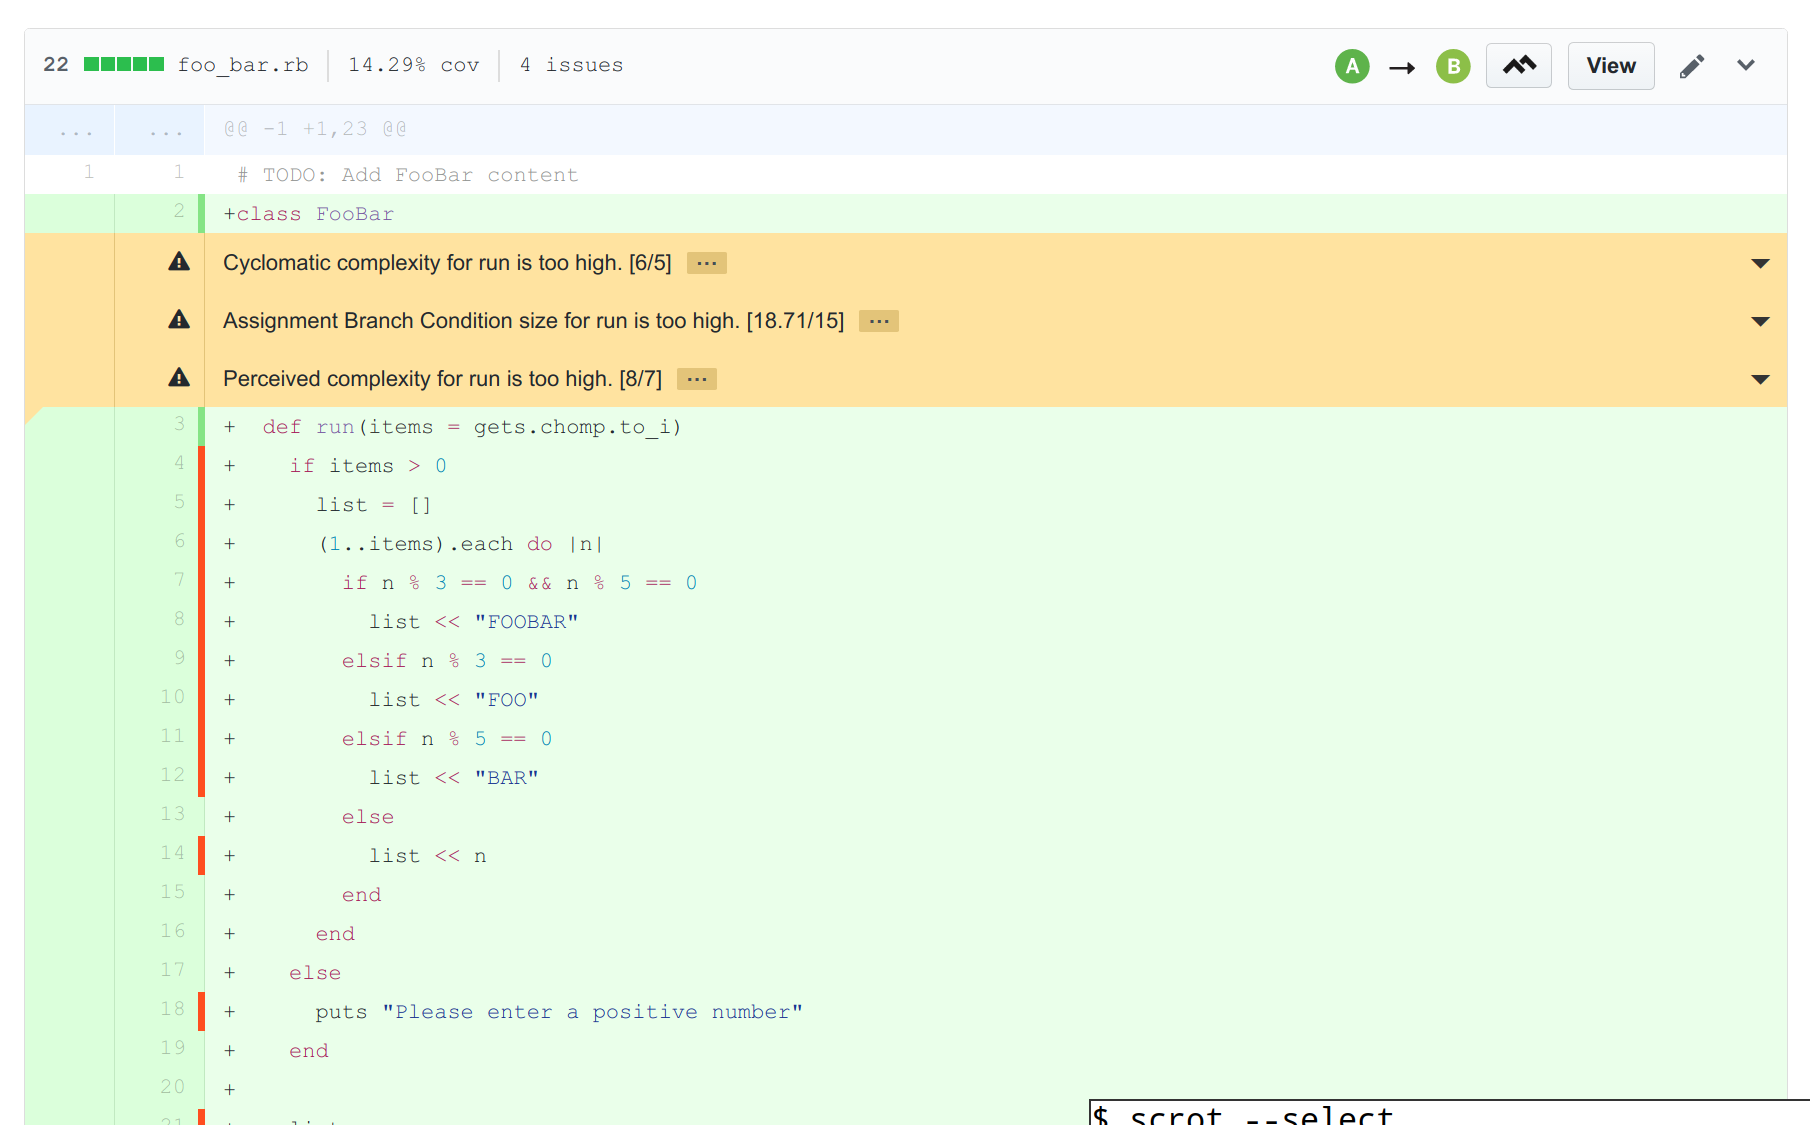 22 foo_bar.rb 14.29% cov 4 issues A → B View
... ... @@ -1 +1,23 @@
1 1 # TODO: Add FooBar content
2 +class FooBar
Cyclomatic complexity for run is too high. [6/5] ...
Assignment Branch Condition size for run is too high. [18.71/15] ...
Perceived complexity for run is too high. [8/7] ...
3 +  def run(items = gets.chomp.to_i)
4 +    if items > 0
5 +      list = []
6 +      (1..items).each do |n|
7 +        if n % 3 == 0 && n % 5 == 0
8 +          list << "FOOBAR"
9 +        elsif n % 3 == 0
10 +          list << "FOO"
11 +        elsif n % 5 == 0
12 +          list << "BAR"
13 +        else
14 +          list << n
15 +        end
16 +      end
17 +    else
18 +      puts "Please enter a positive number"
19 +    end
20 +
21
$ scrot --select